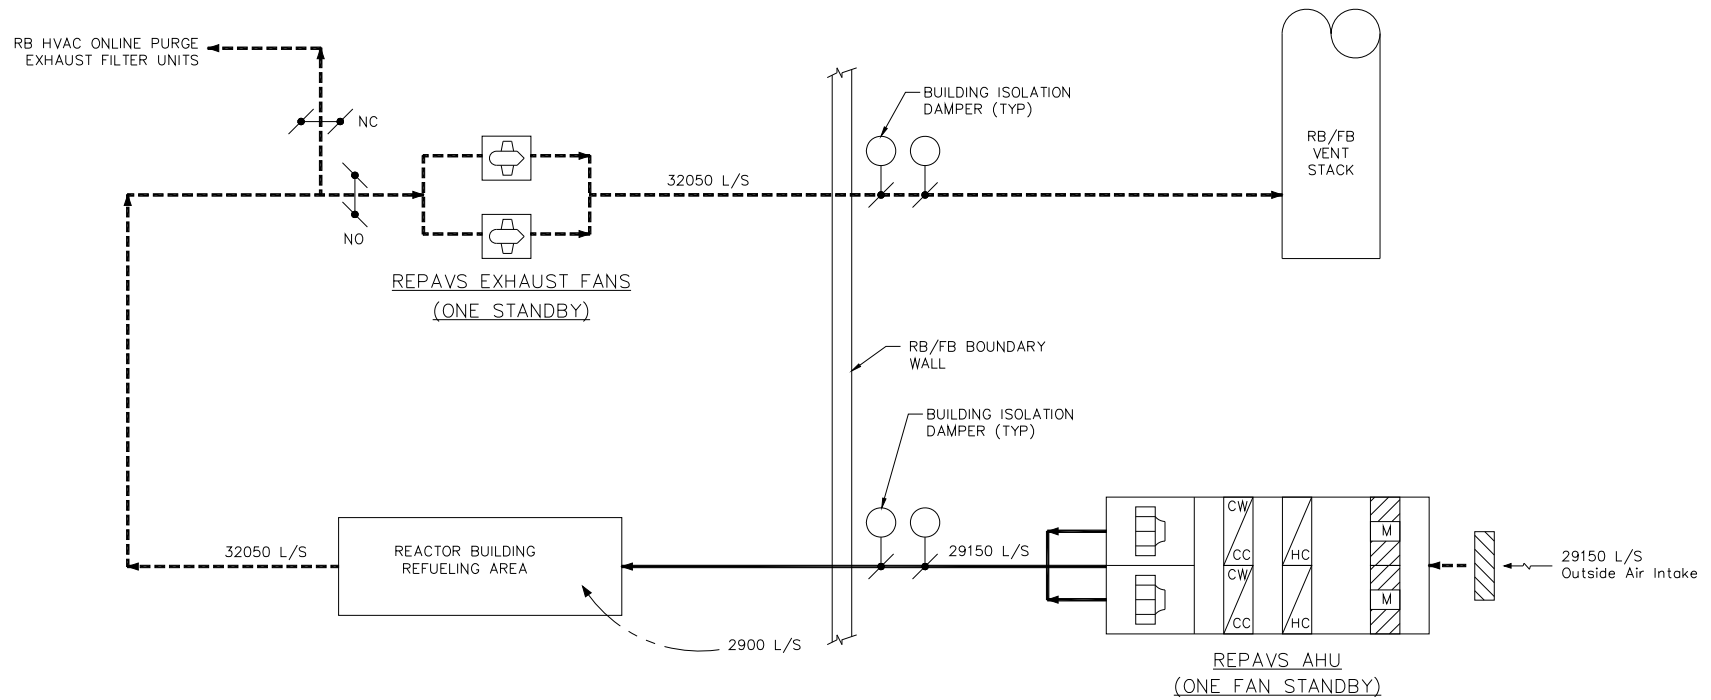 RB HVAC ONLINE PURGE
EXHAUST FILTER UNITS
NC
NO
REPAVS EXHAUST FANS
(ONE STANDBY)
32050 L/S
BUILDING ISOLATION
DAMPER (TYP)
RB/FB
VENT
STACK
RB/FB BOUNDARY
WALL
BUILDING ISOLATION
DAMPER (TYP)
32050 L/S
REACTOR BUILDING
REFUELING AREA
2900 L/S
29150 L/S
CW
CC
HC
M
CW
CC
HC
M
29150 L/S
Outside Air Intake
REPAVS AHU
(ONE FAN STANDBY)